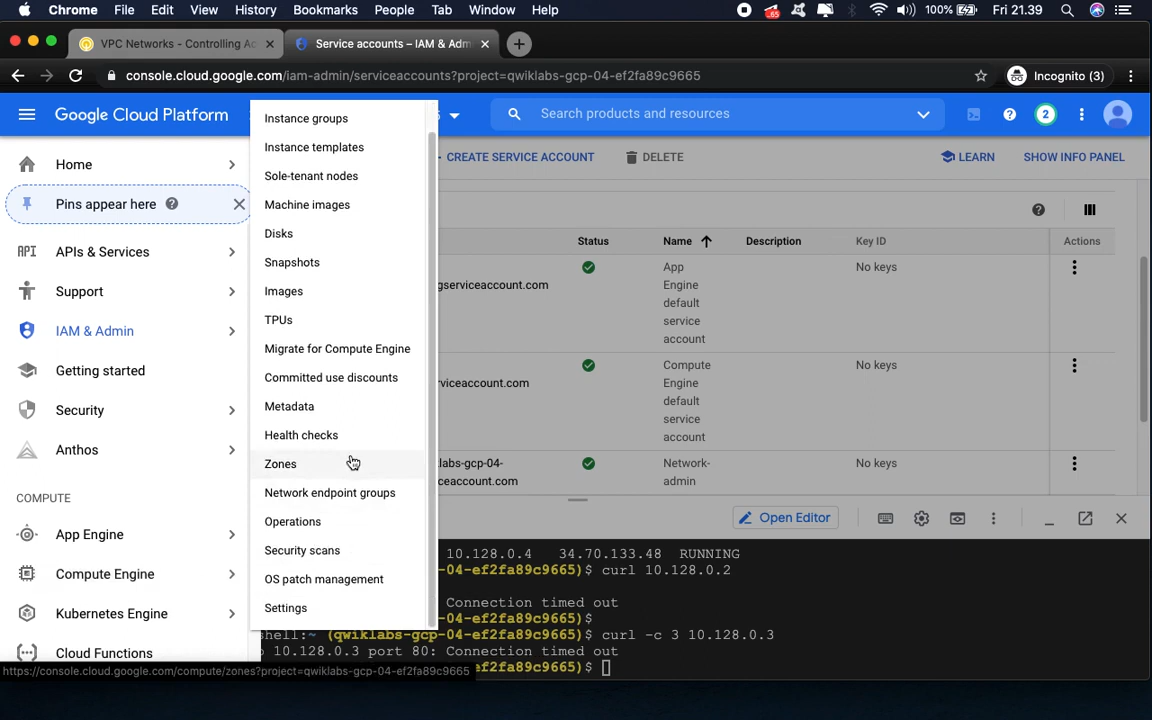 Chrome File Edit View History Bookmarks People Tab Window Help 65 100% Fri 21.39
VPC Networks - Controlling Ac Service accounts – IAM & Adm
console.cloud.google.com/iam-admin/serviceaccounts?project=qwiklabs-gcp-04-ef2fa89c9665 Incognito (3)
Google Cloud Platform Search products and resources 2
CREATE SERVICE ACCOUNT DELETE LEARN SHOW INFO PANEL
Home
Pins appear here
APIs & Services
Support
IAM & Admin
Getting started
Security
Anthos
COMPUTE
App Engine
Compute Engine
Kubernetes Engine
Cloud Functions
Instance groups
Instance templates
Sole-tenant nodes
Machine images
Disks
Snapshots
Images
TPUs
Migrate for Compute Engine
Committed use discounts
Metadata
Health checks
Zones
Network endpoint groups
Operations
Security scans
OS patch management
Settings
Status Name Description Key ID Actions
gserviceaccount.com App Engine default service account No keys
viceaccount.com Compute Engine default service account No keys
labs-gcp-04- Network-
ceaccount.com admin No keys
Open Editor
10.128.0.4 34.70.133.48 RUNNING
-04-ef2fa89c9665)$ curl 10.128.0.2
Connection timed out
-04-ef2fa89c9665)$
shell:~ (qwiklabs-gcp-04-ef2fa89c9665)$ curl -c 3 10.128.0.3
10.128.0.3 port 80: Connection timed out
ef2fa89c9665)$
https://console.cloud.google.com/compute/zones?project=qwiklabs-gcp-04-ef2fa89c9665